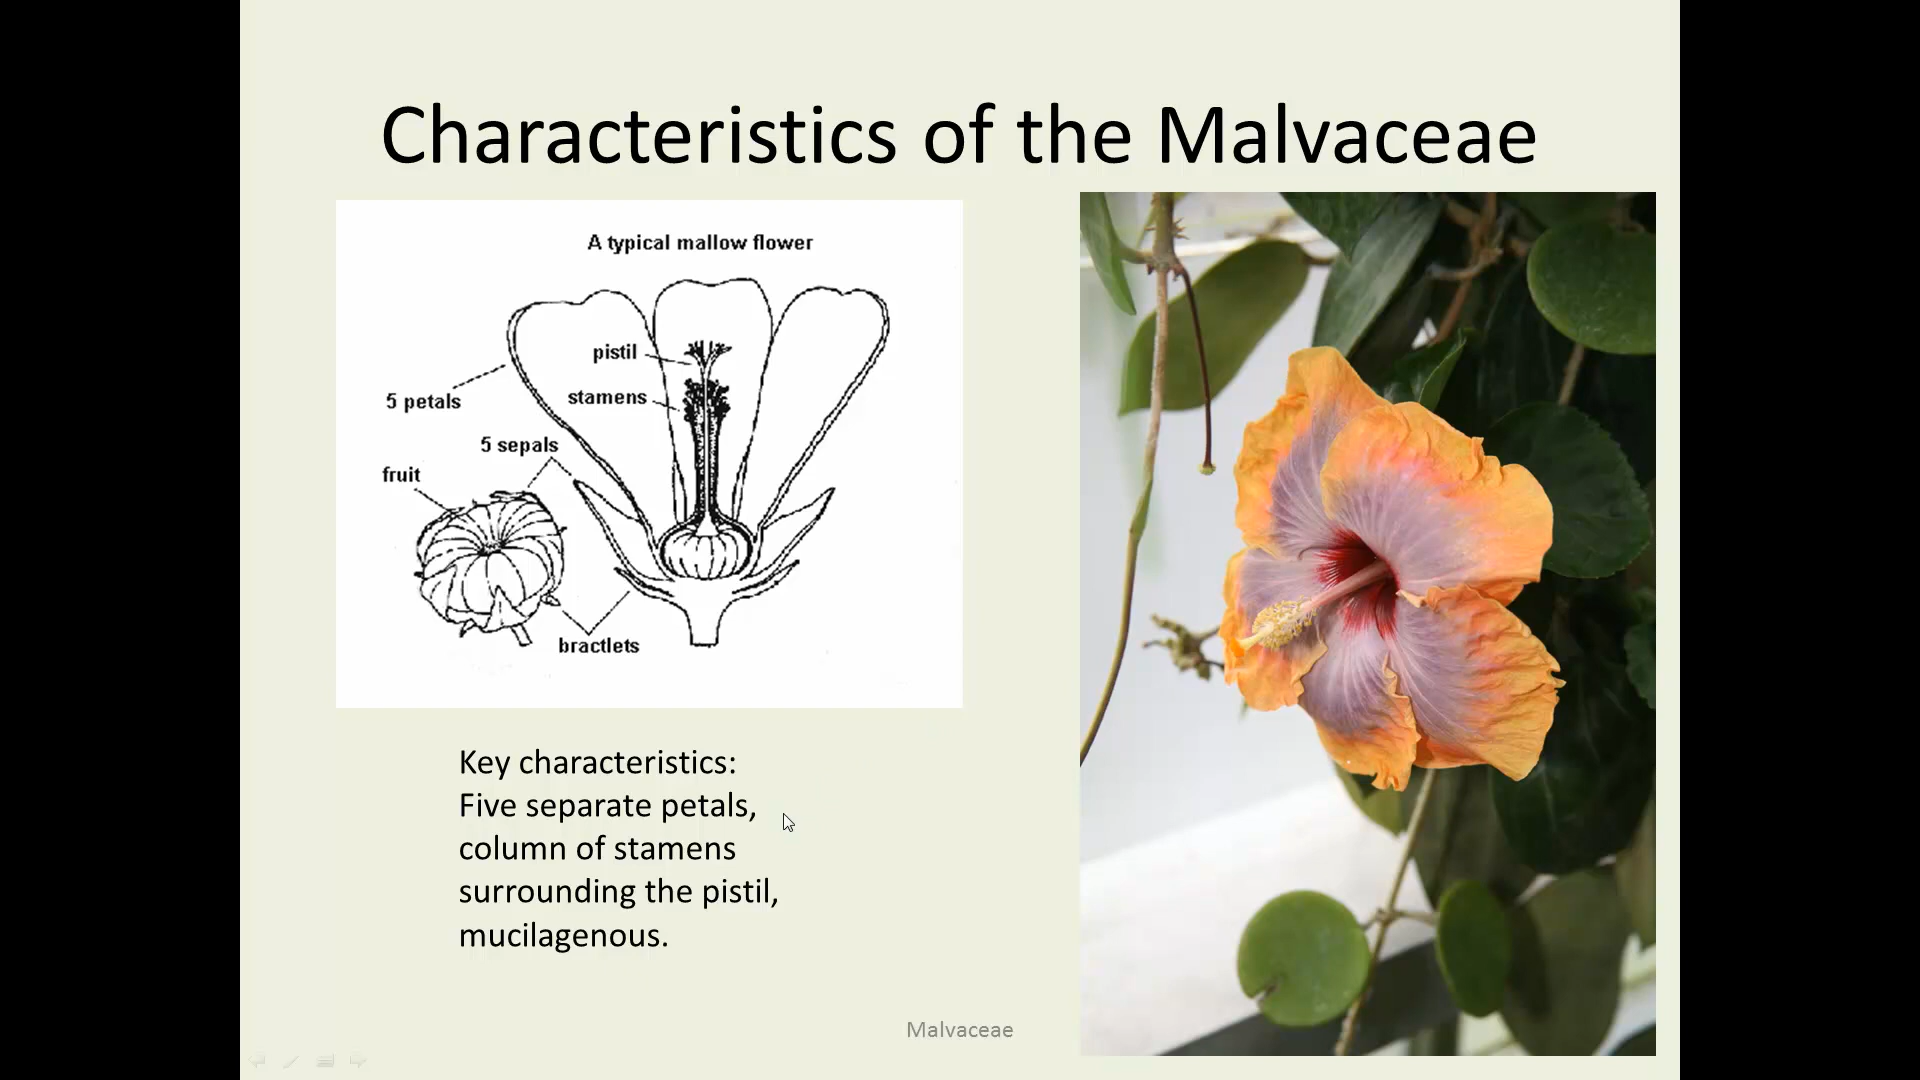 Characteristics of the Malvaceae
A typical mallow flower
pistil
stamens
5 petals
5 sepals
fruit
bractlets
Key characteristics:
Five separate petals,
column of stamens
surrounding the pistil,
mucilagenous.
Malvaceae